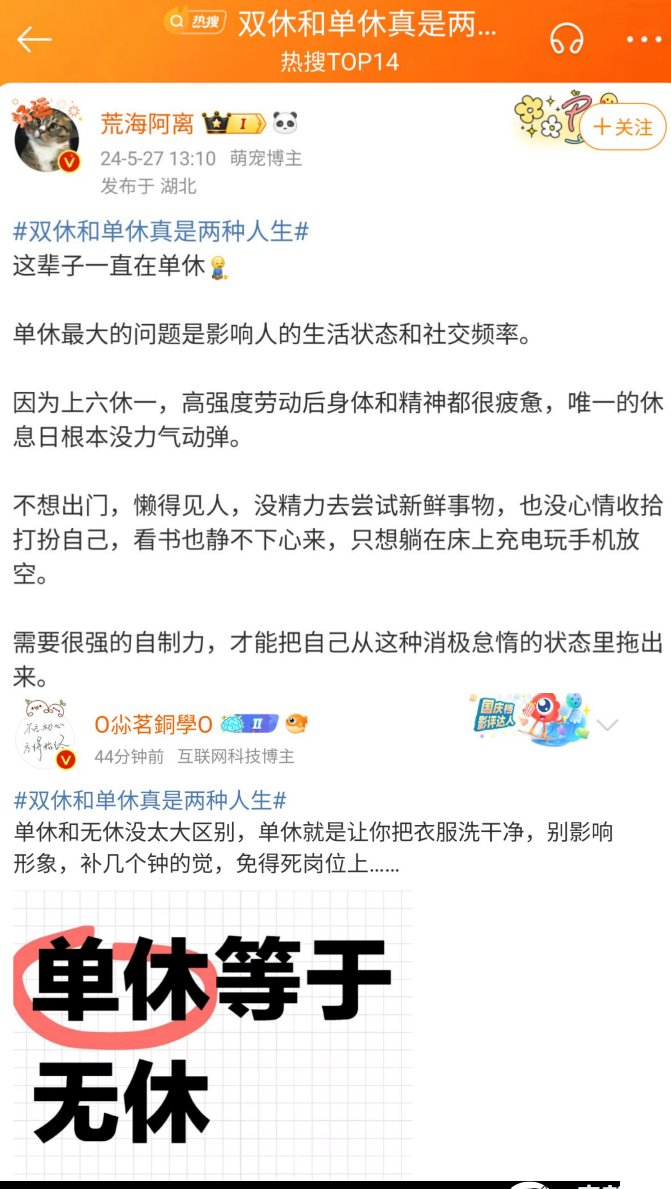 热搜
双休和单休真是两...
热搜TOP14
好运
荒海阿离
I
24-5-27 13:10 萌宠博主
发布于 湖北
+关注
#双休和单休真是两种人生#
这辈子一直在单休
单休最大的问题是影响人的生活状态和社交频率。
因为上六休一，高强度劳动后身体和精神都很疲惫，唯一的休
息日根本没力气动弹。
不想出门，懒得见人，没精力去尝试新鲜事物，也没心情收拾
打扮自己，看书也静不下心来，只想躺在床上充电玩手机放
空。
需要很强的自制力，才能把自己从这种消极怠惰的状态里拖出
来。
O尛茗銅學O
II
国庆档
影评达人
44分钟前 互联网科技博主
#双休和单休真是两种人生#
单休和无休没太大区别，单休就是让你把衣服洗干净，别影响
形象，补几个钟的觉，免得死岗位上......
单休等于
无休